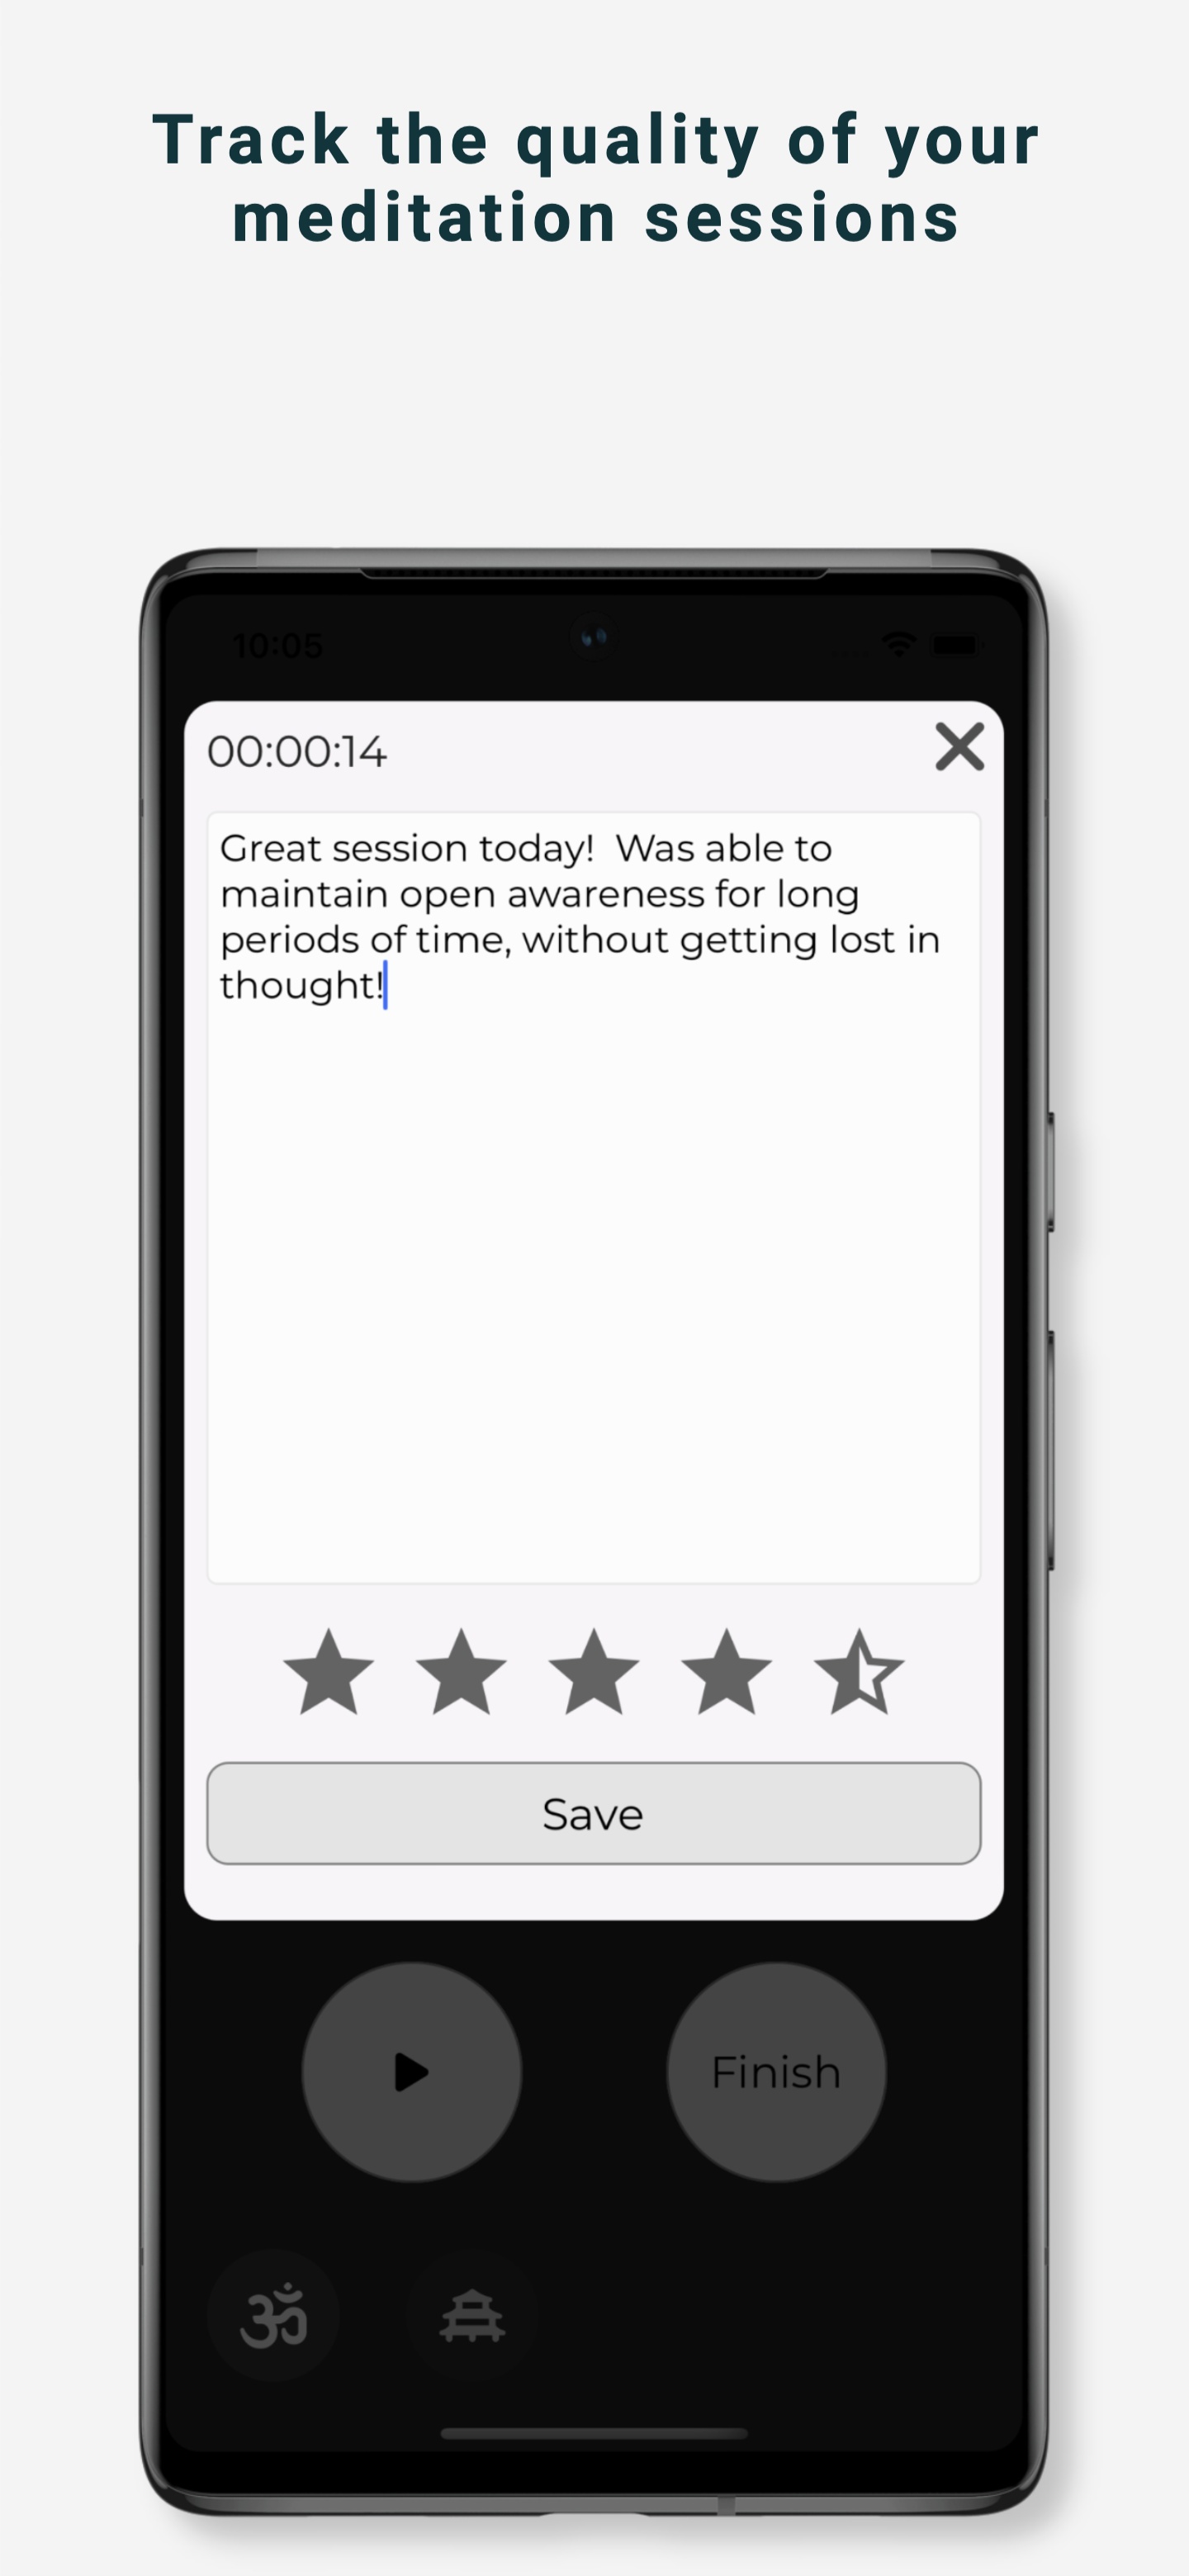 Track the quality of your
meditation sessions
10:05
00:00:14
Great session today!  Was able to
maintain open awareness for long
periods of time, without getting lost in
thought!
Save
Finish
ॐ